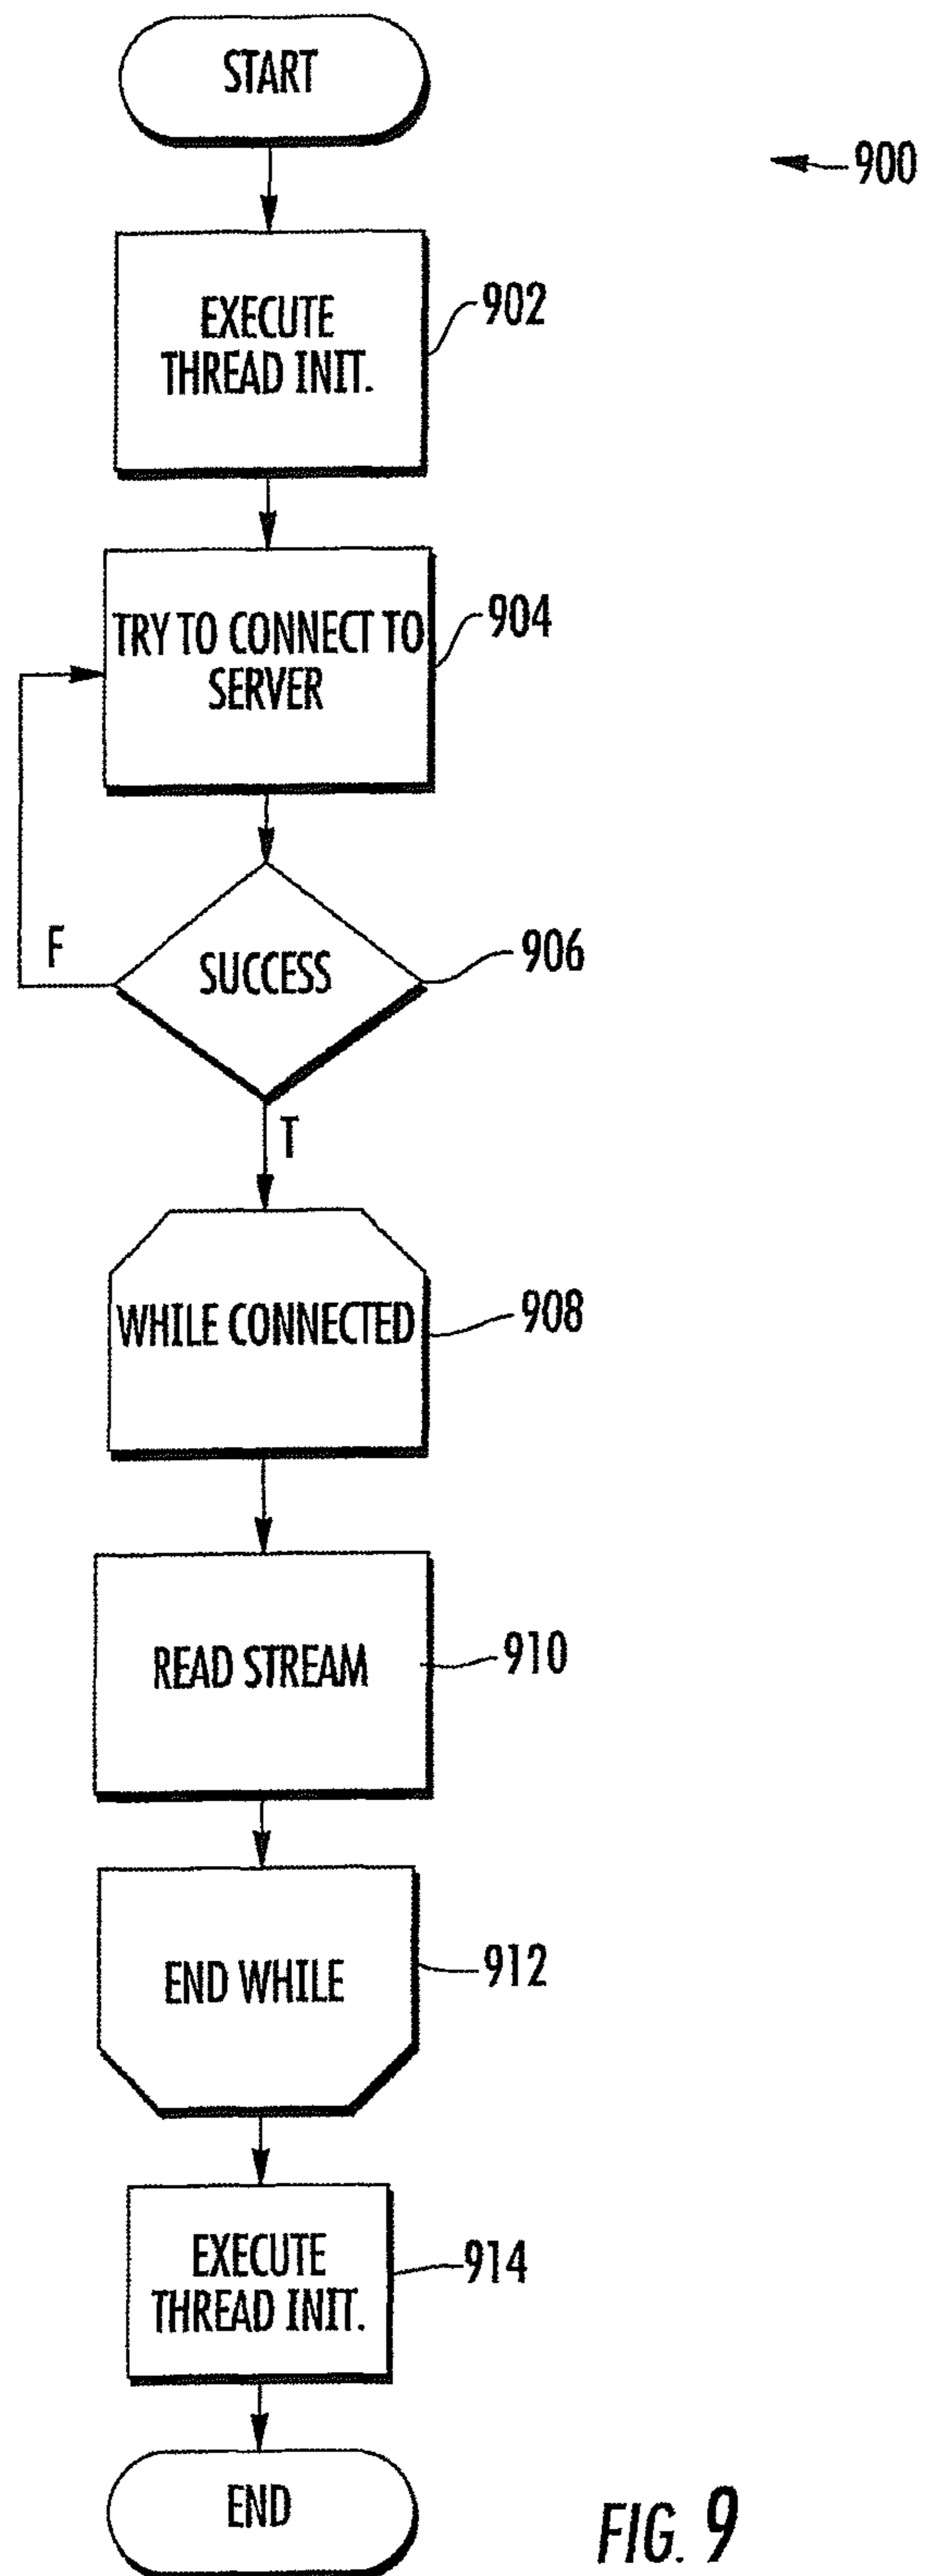 START
900
EXECUTE
THREAD INIT.
902
TRY TO CONNECT TO
SERVER
904
F
SUCCESS
906
T
WHILE CONNECTED
908
READ STREAM
910
END WHILE
912
EXECUTE
THREAD INIT.
914
END
FIG. 9